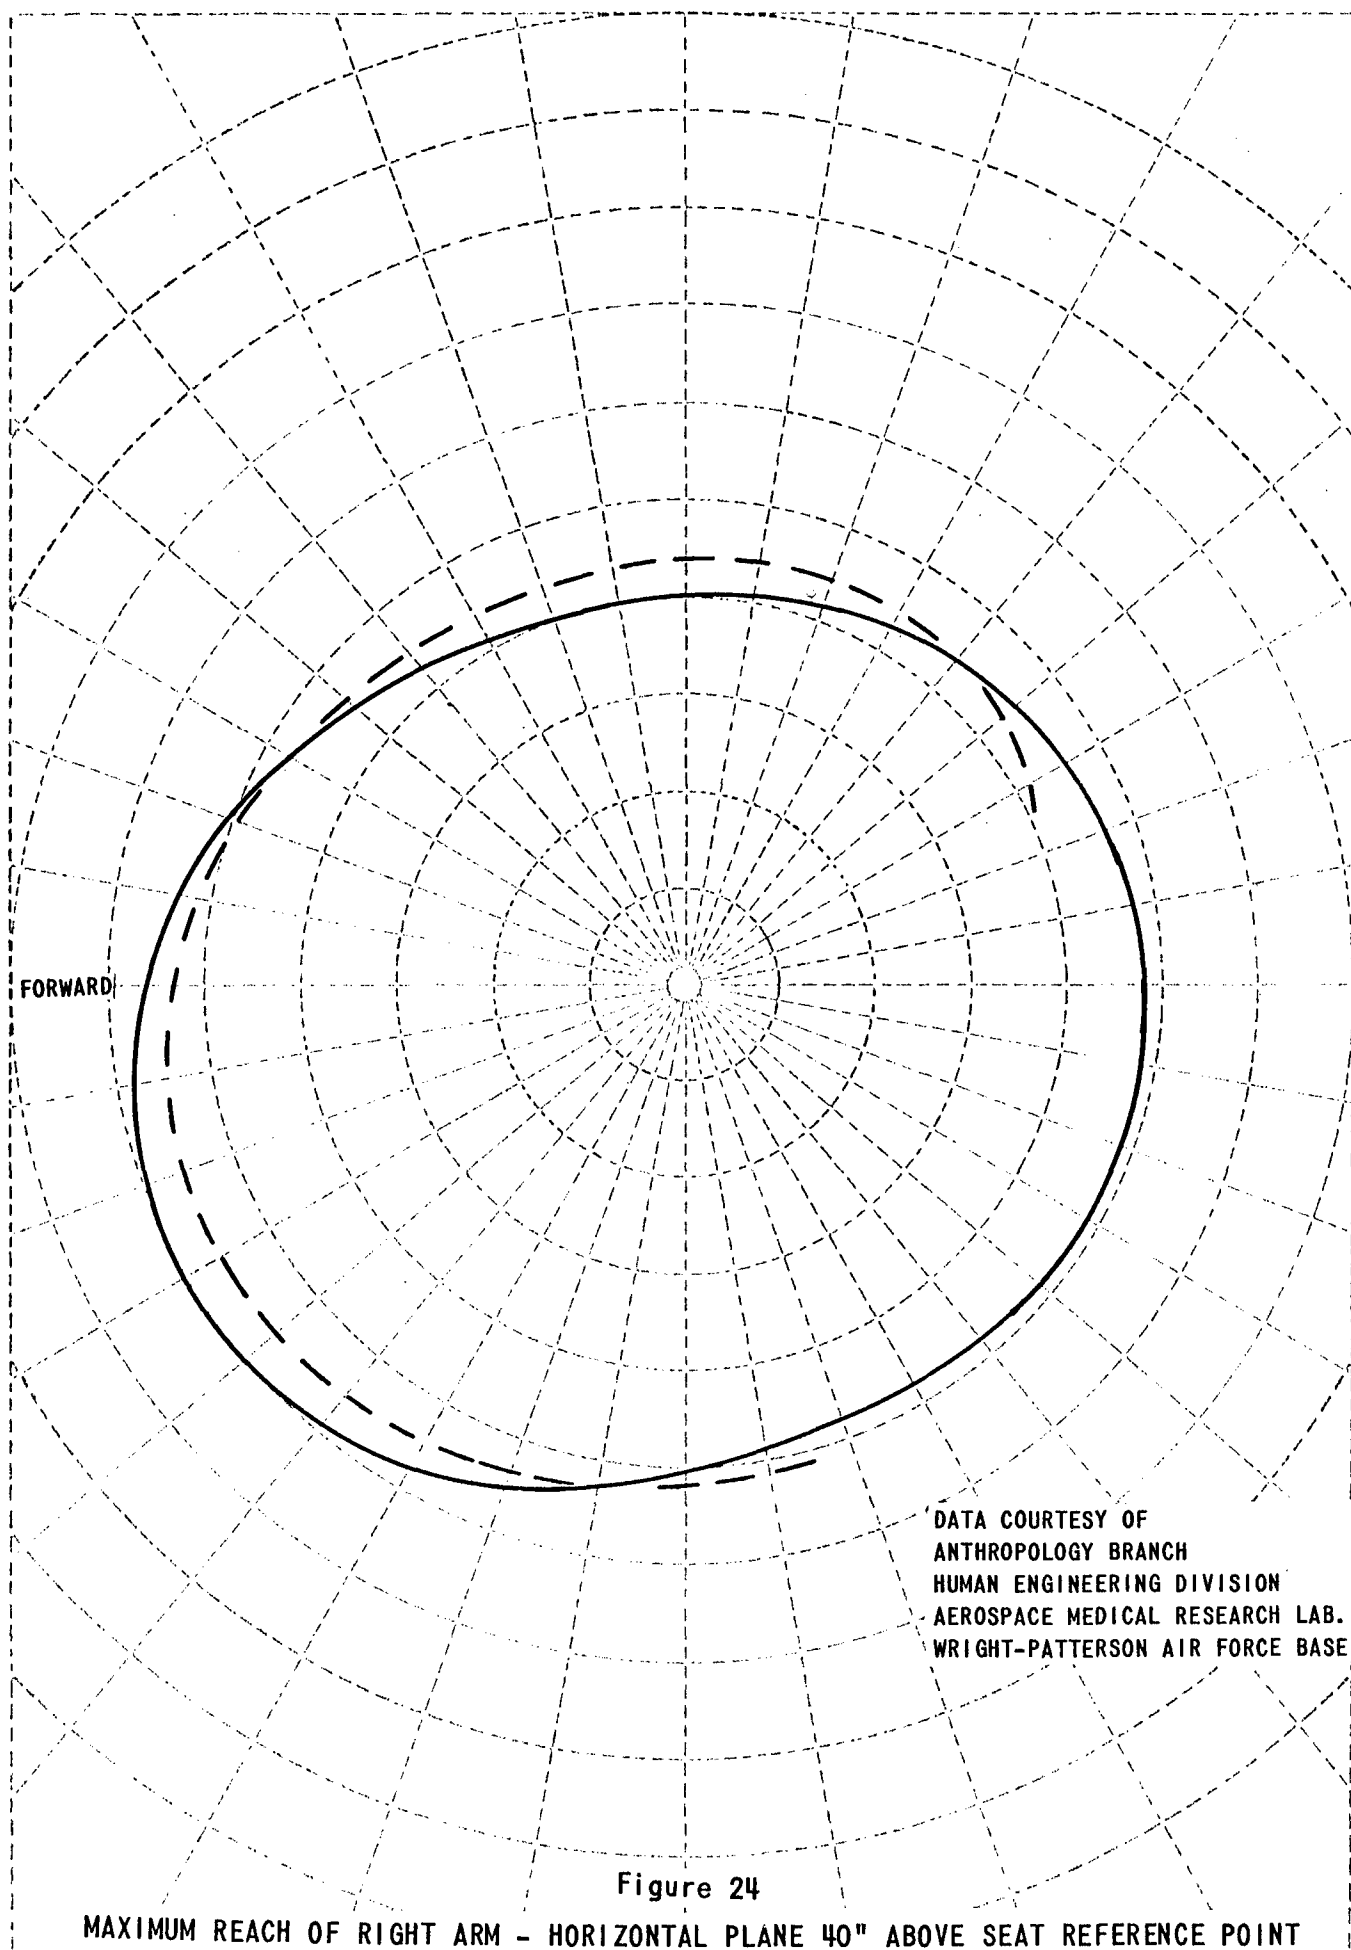 FORWARD
DATA COURTESY OF
ANTHROPOLOGY BRANCH
HUMAN ENGINEERING DIVISION
AEROSPACE MEDICAL RESEARCH LAB.
WRIGHT-PATTERSON AIR FORCE BASE
Figure 24
MAXIMUM REACH OF RIGHT ARM - HORIZONTAL PLANE 40" ABOVE SEAT REFERENCE POINT